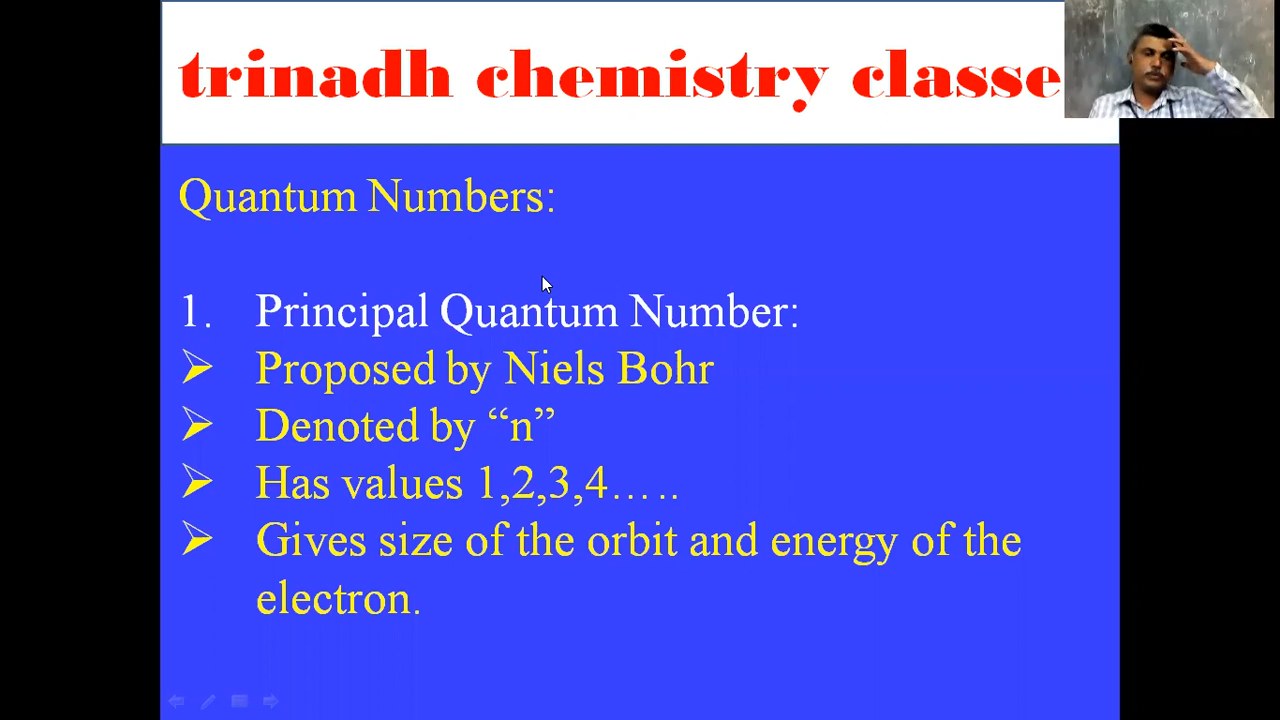 trinadh chemistry classe
Quantum Numbers:
1. Principal Quantum Number:
➢ Proposed by Niels Bohr
➢ Denoted by “n”
➢ Has values 1,2,3,4…..
➢ Gives size of the orbit and energy of the
electron.